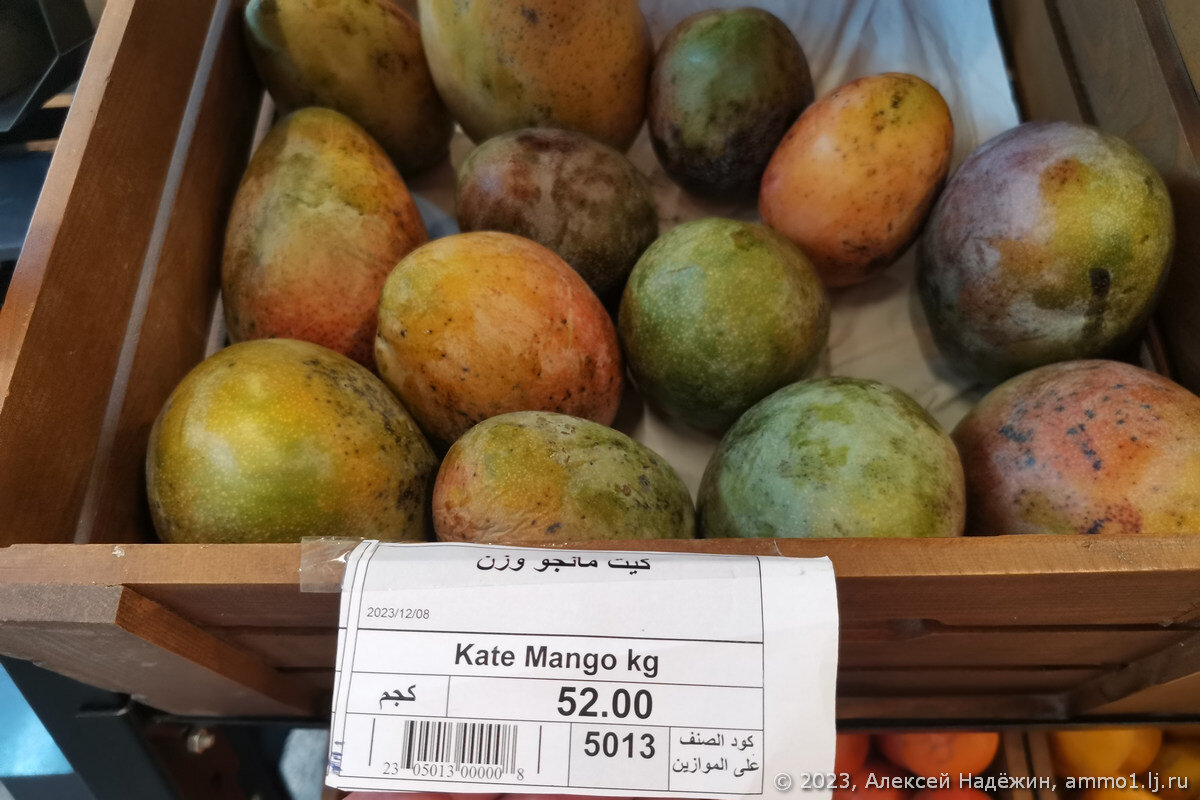 كيت مانجو وزن
2023/12/08
Kate Mango kg
كجم
52.00
23 05013 00000 8
5013
كود الصنف
على الموازين
© 2023, Алексей Надёжин, ammo1.lj.ru